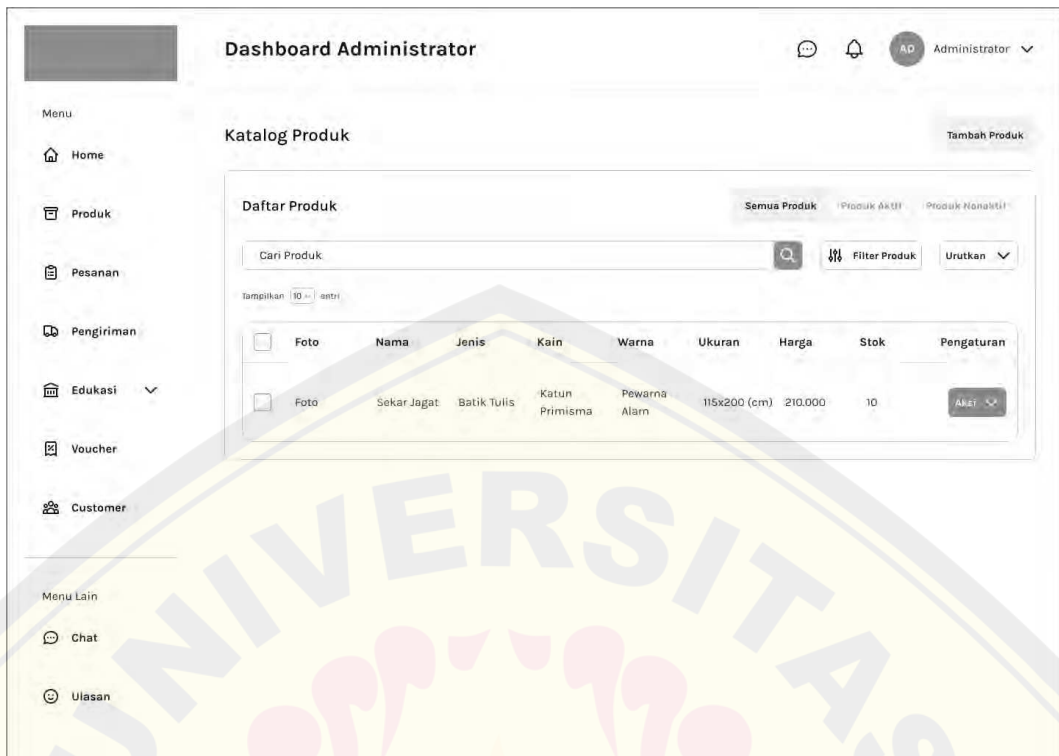 Dashboard Administrator
AD
Administrator
Menu
Home
Produk
Pesanan
Pengiriman
Edukasi
Voucher
Customer
Menu Lain
Chat
Ulasan
Katalog Produk
Tambah Produk
Daftar Produk
Semua Produk Produk Aktif Produk Nonaktif
Cari Produk
Filter Produk
Urutkan
Tampilkan 10 entri
Foto Nama Jenis Kain Warna Ukuran Harga Stok Pengaturan
Foto Sekar Jagat Batik Tulis Katun Primisma Pewarna Alam 115x200 (cm) 210.000 10 Aksi
UNIVERSITAS